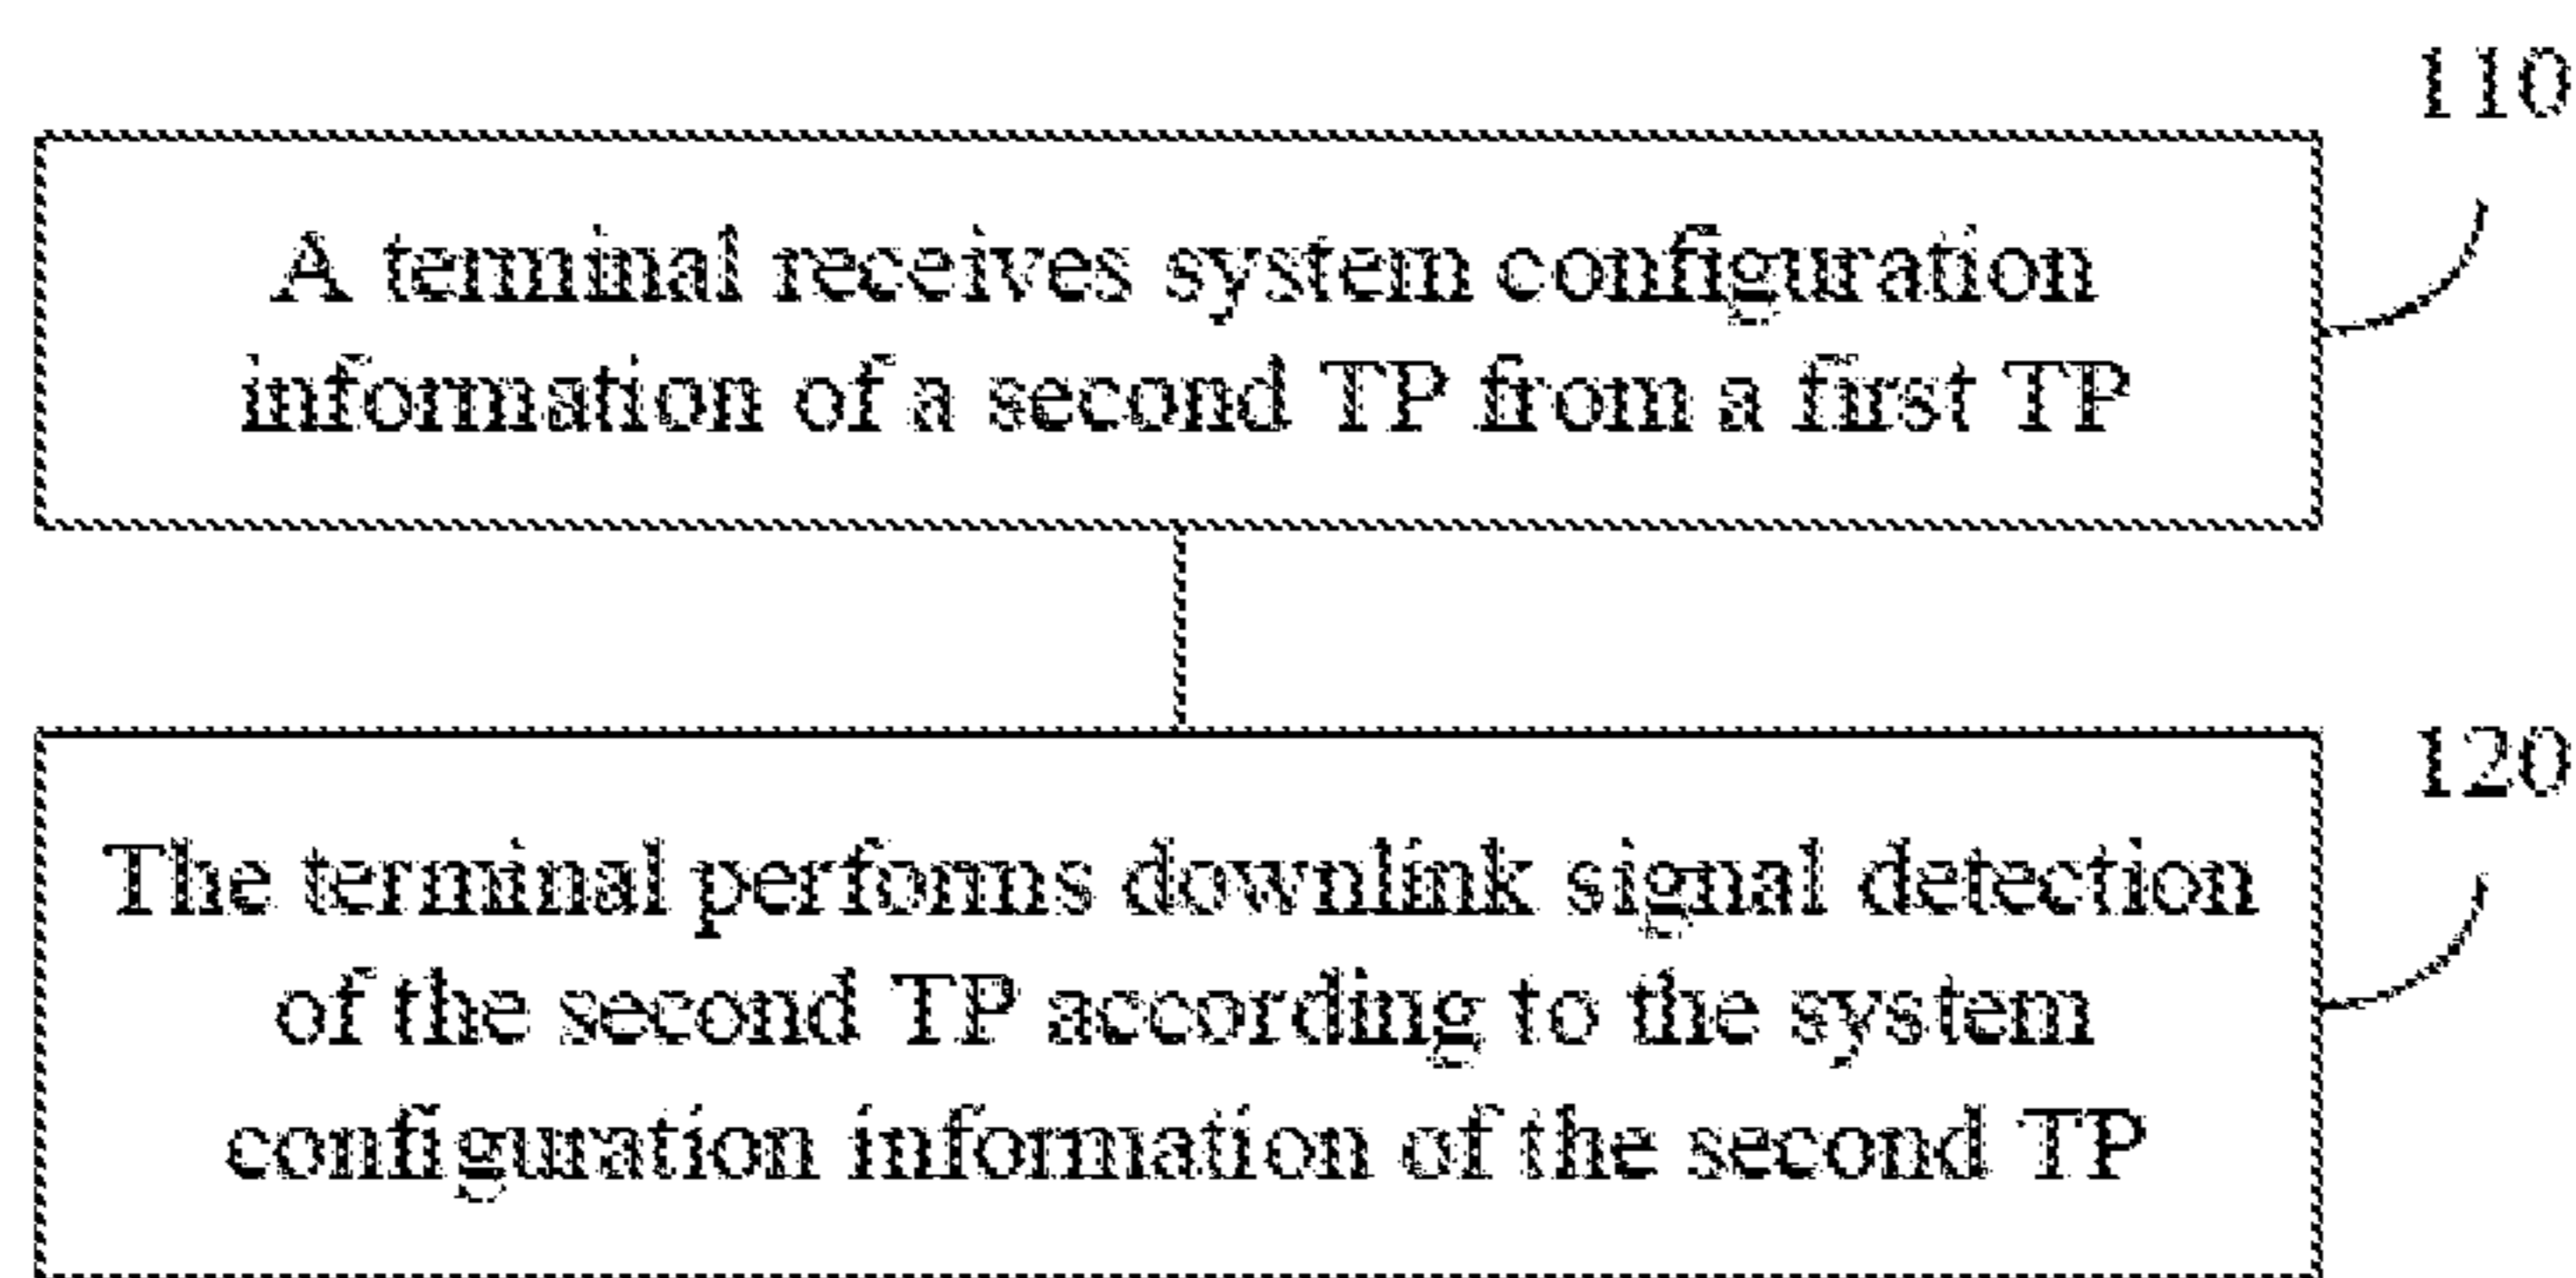 110
A terminal receives system configuration
information of a second TP from a first TP
120
The terminal performs downlink signal detection
of the second TP according to the system
configuration information of the second TP